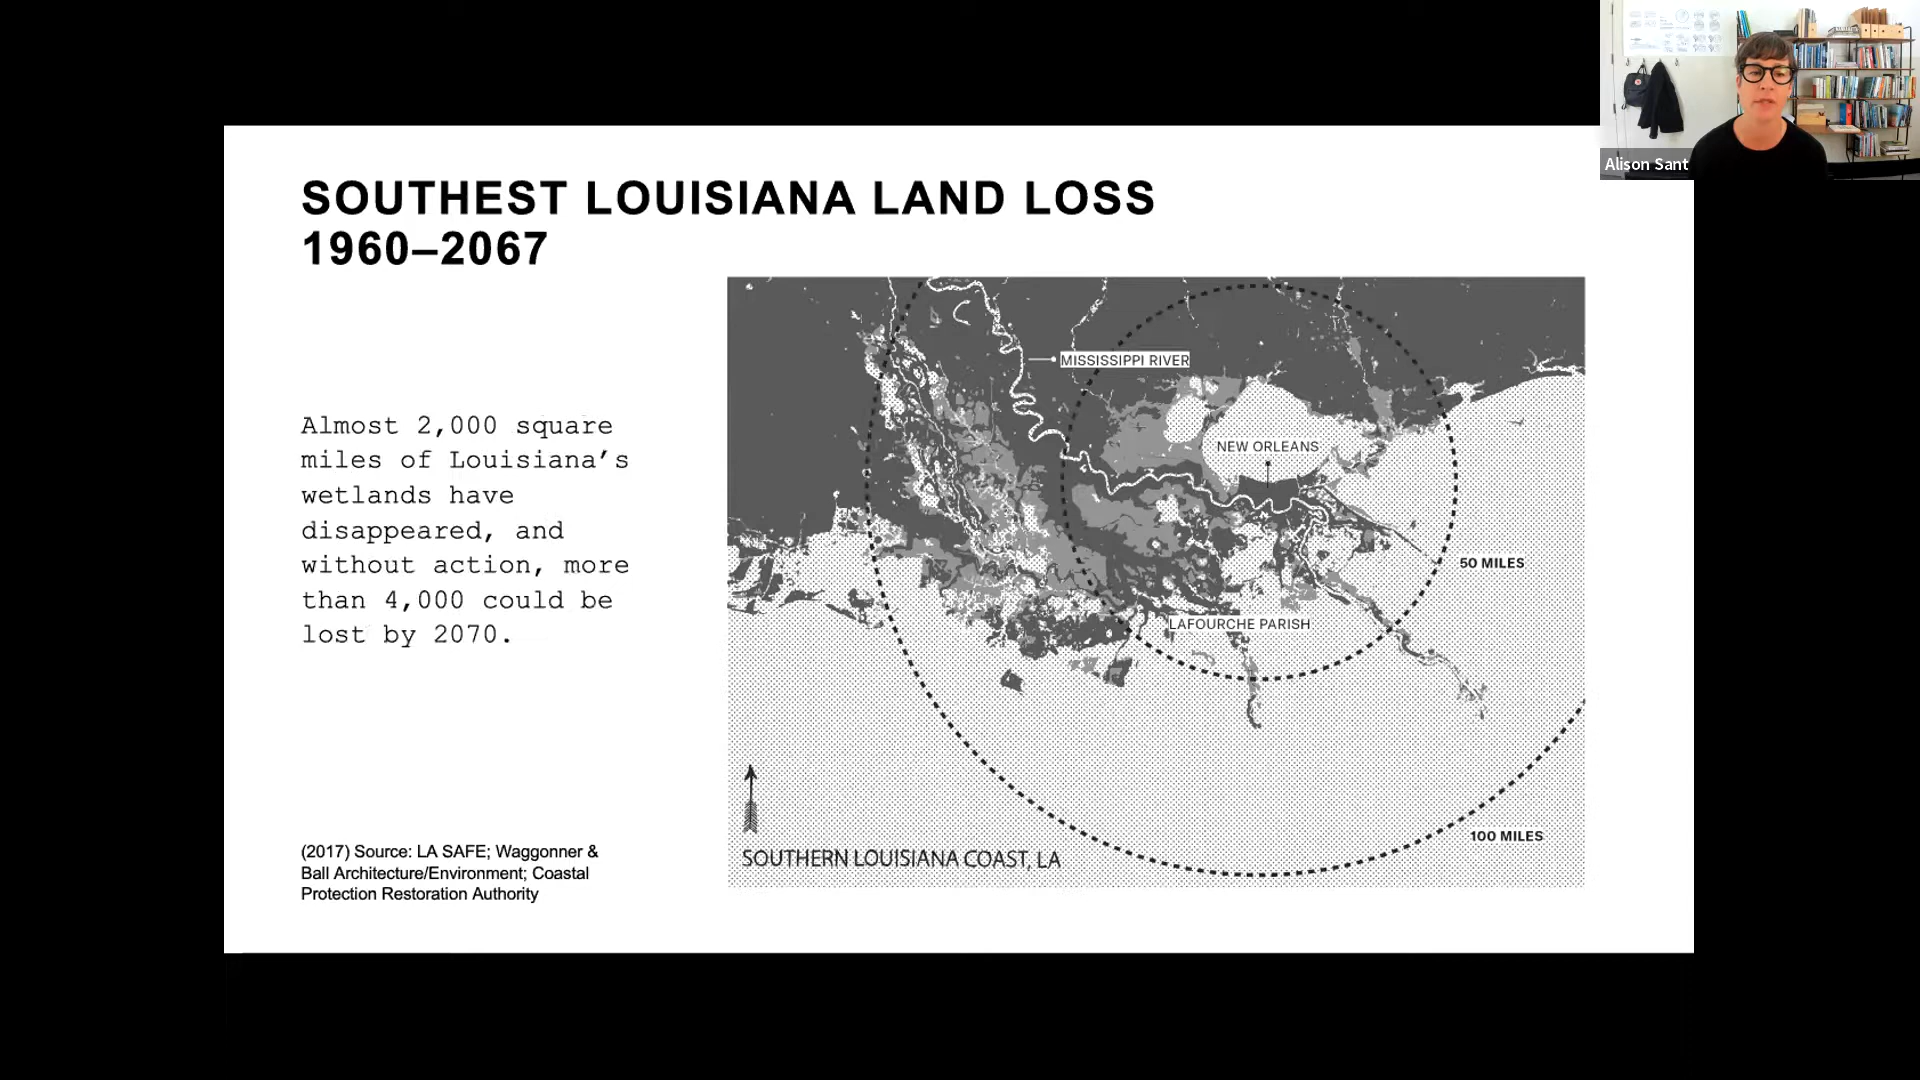 Alison Sant
SOUTHEST LOUISIANA LAND LOSS
1960–2067
Almost 2,000 square
miles of Louisiana’s
wetlands have
disappeared, and
without action, more
than 4,000 could be
lost by 2070.
(2017) Source: LA SAFE; Waggonner &
Ball Architecture/Environment; Coastal
Protection Restoration Authority
MISSISSIPPI RIVER
NEW ORLEANS
50 MILES
LAFOURCHE PARISH
100 MILES
SOUTHERN LOUISIANA COAST, LA